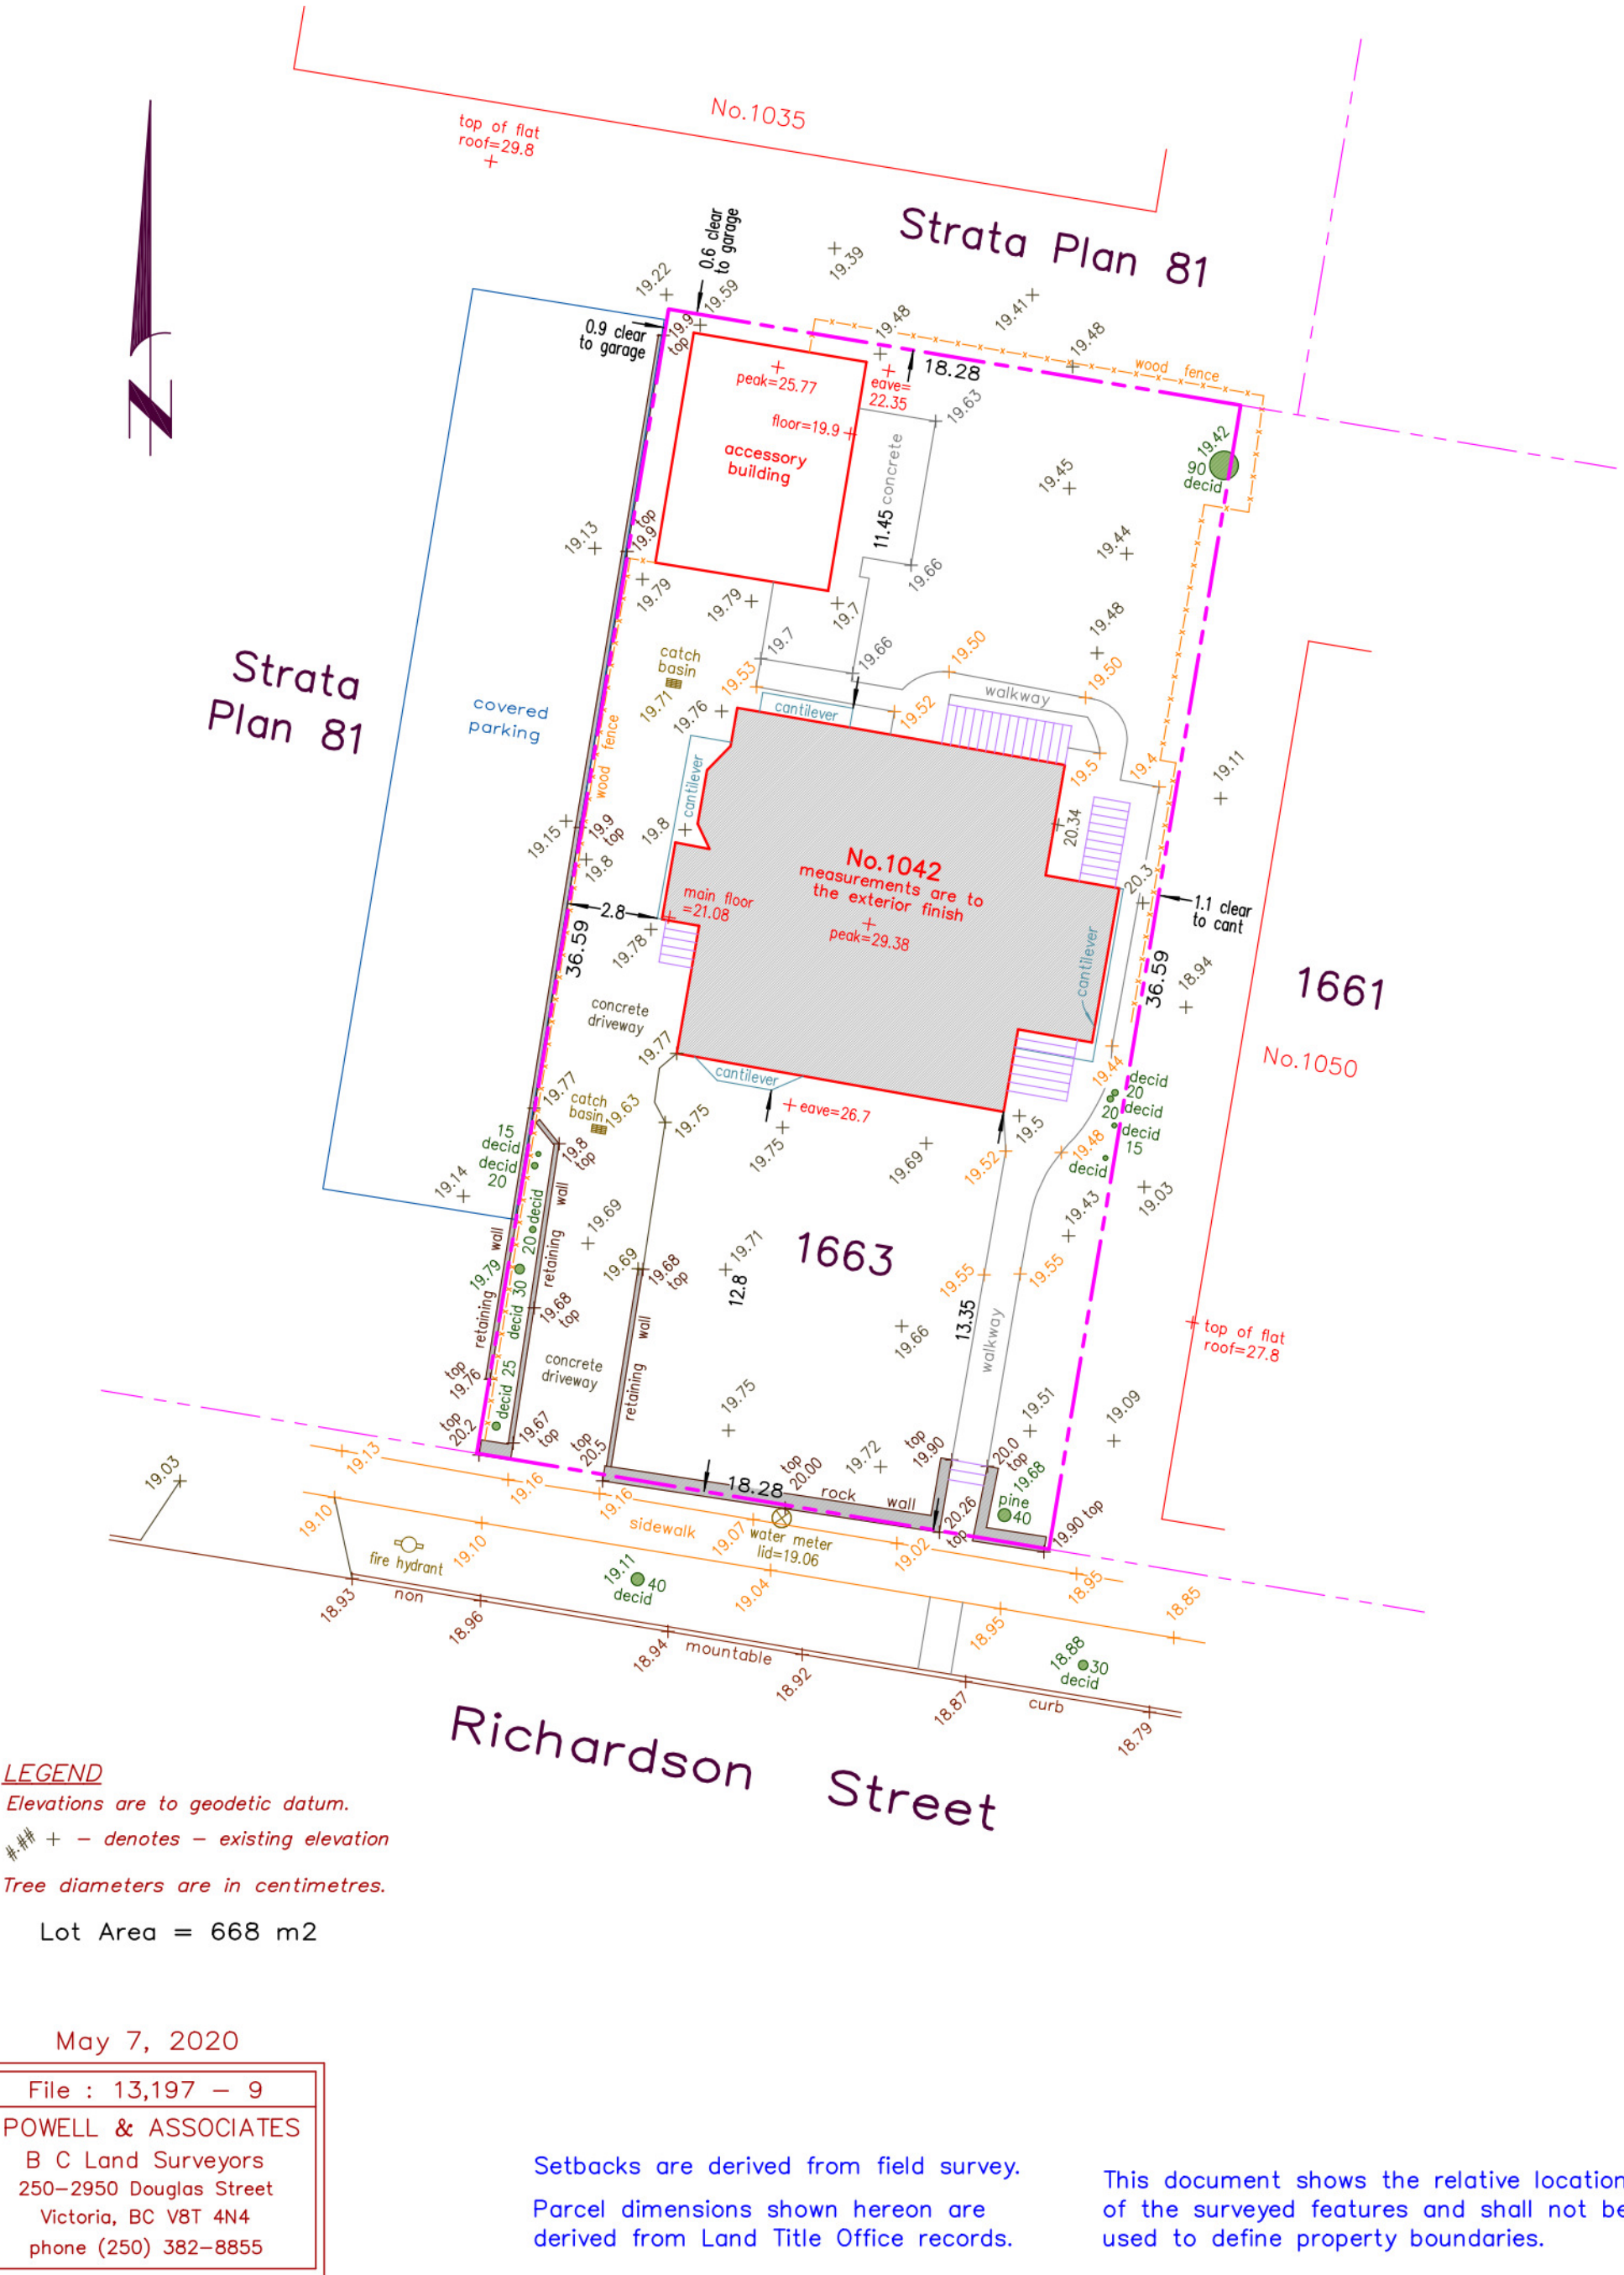 No.1035
top of flat
roof=29.8
Strata Plan 81
0.6 clear
to garage
19.39
19.22
19.59
19.48
19.41
19.48
0.9 clear
to garage
19.9
top
18.28
wood fence
peak=25.77
eave=
22.35
floor=19.9
19.63
accessory
building
concrete
11.45
19.42
90
decid
19.45
19.13
top
19.9
19.44
19.66
19.79
19.79
19.7
19.48
19.7
19.66
19.50
19.50
Strata
Plan 81
catch
basin
19.71
19.53
walkway
covered
parking
19.76
cantilever
19.52
wood fence
cantilever
19.5
19.4
19.11
19.15
19.9
top
19.8
19.8
20.34
No.1042
measurements are to
the exterior finish
peak=29.38
main floor
=21.08
20.3
1.1 clear
to cant
2.8
19.78
36.59
cantilever
36.59
18.94
1661
No.1050
concrete
driveway
19.77
cantilever
19.44
decid
20
20 decid
decid
15
decid
19.77
catch
basin
19.63
eave=26.7
19.75
19.75
19.69
19.5
19.52
19.48
15
decid
decid
20
19.14
19.8
top
20 decid
retaining wall
19.69
19.43
19.03
retaining wall
19.79
decid 30
19.69
19.68
top
19.71
12.8
1663
19.55
19.55
19.68
top
13.35
19.66
walkway
top of flat
roof=27.8
retaining wall
concrete
driveway
top
19.76
decid 25
19.75
19.51
19.09
top
20.2
19.67
top
top
20.5
19.72
top
19.90
20.0
top
19.68
pine
40
18.28
top
20.00
rock wall
20.26
top
19.90 top
19.03
19.13
19.16
19.16
19.10
sidewalk
19.07
water meter
lid=19.06
19.02
fire hydrant
19.10
19.11
40
decid
19.04
18.95
18.85
18.93
non
18.96
18.94
mountable
18.92
18.95
18.88
30
decid
18.87
curb
18.79
Richardson Street
LEGEND
Elevations are to geodetic datum.
#.## + – denotes – existing elevation
Tree diameters are in centimetres.
Lot Area = 668 m2
May 7, 2020
File : 13,197 – 9
POWELL & ASSOCIATES
B C Land Surveyors
250–2950 Douglas Street
Victoria, BC V8T 4N4
phone (250) 382–8855
Setbacks are derived from field survey.
Parcel dimensions shown hereon are
derived from Land Title Office records.
This document shows the relative location
of the surveyed features and shall not be
used to define property boundaries.